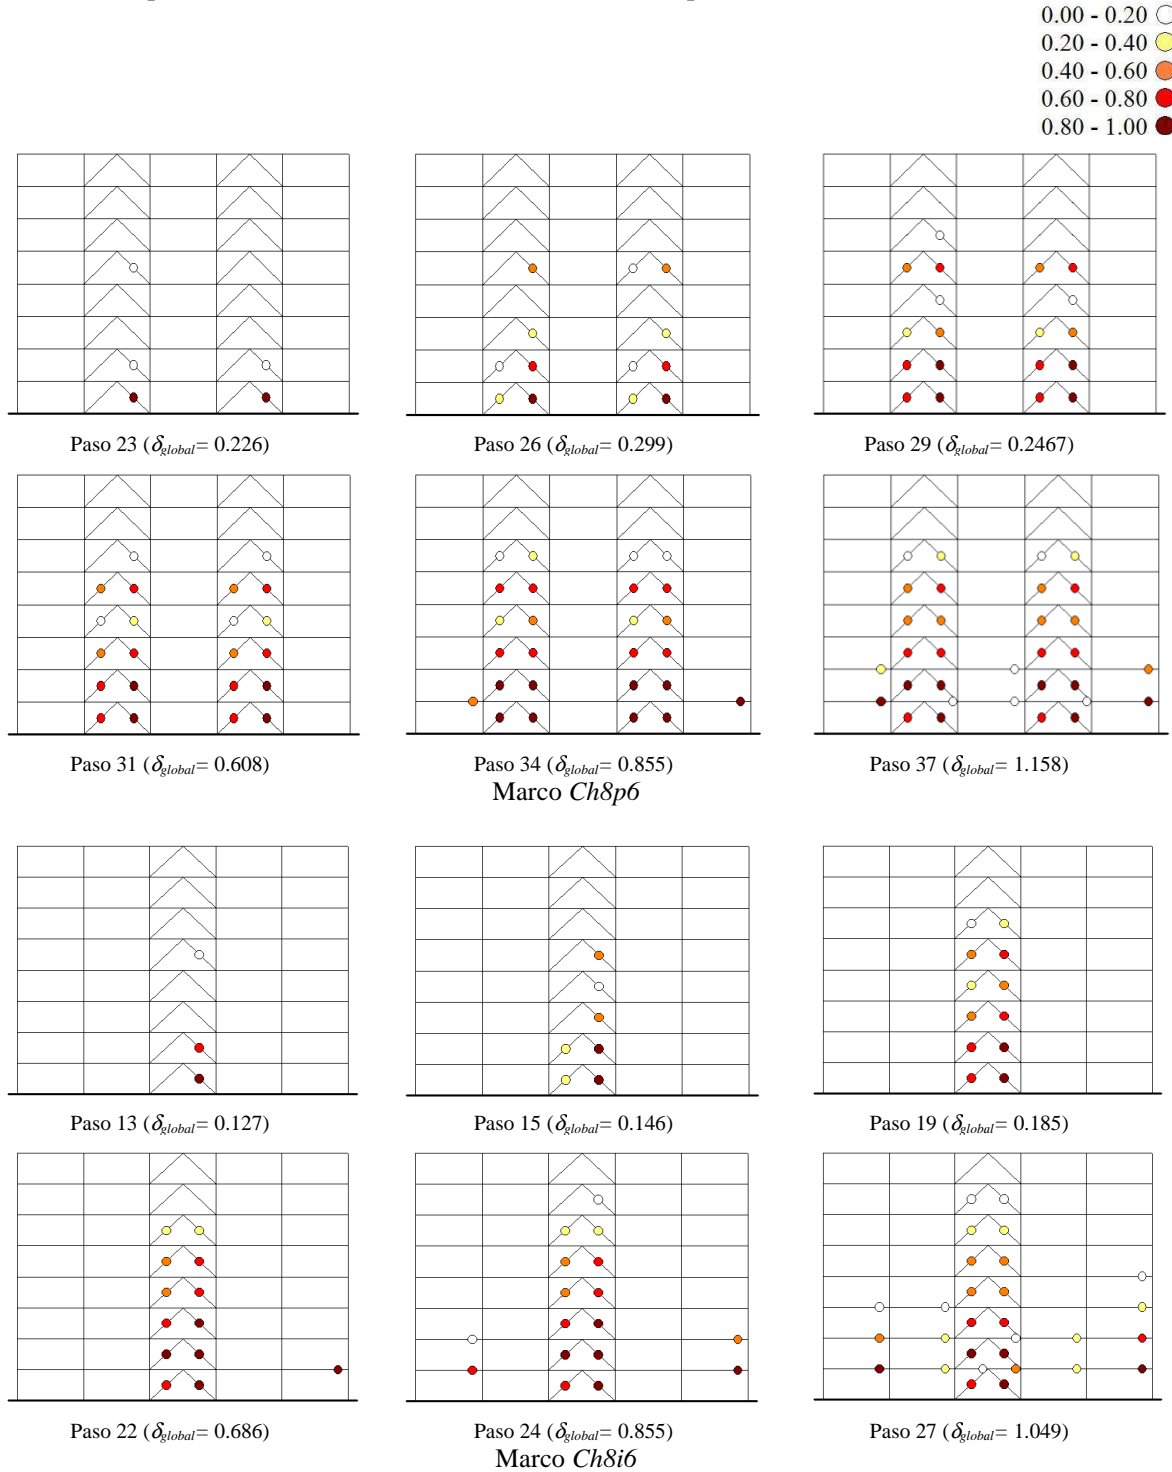 0.00 - 0.20
0.20 - 0.40
0.40 - 0.60
0.60 - 0.80
0.80 - 1.00
Paso 23 (δglobal= 0.226)
Paso 26 (δglobal= 0.299)
Paso 29 (δglobal= 0.2467)
Paso 31 (δglobal= 0.608)
Paso 34 (δglobal= 0.855)
Paso 37 (δglobal= 1.158)
Marco Ch8p6
Paso 13 (δglobal= 0.127)
Paso 15 (δglobal= 0.146)
Paso 19 (δglobal= 0.185)
Paso 22 (δglobal= 0.686)
Paso 24 (δglobal= 0.855)
Paso 27 (δglobal= 1.049)
Marco Ch8i6